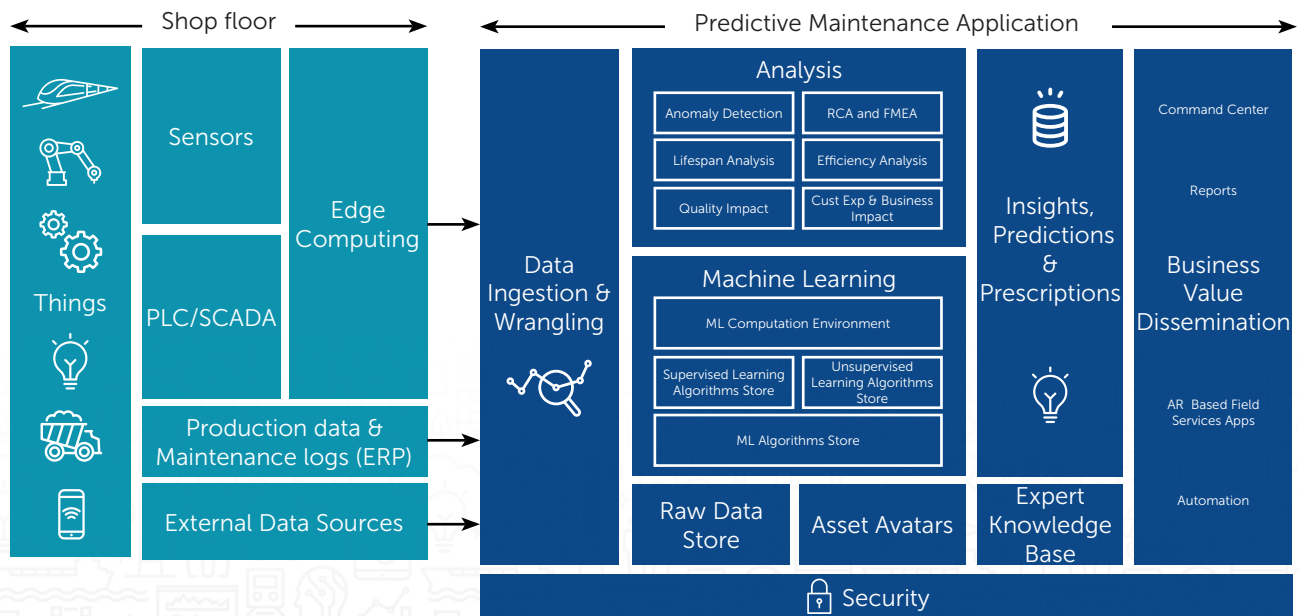 Shop floor
Predictive Maintenance Application
Things
Sensors
PLC/SCADA
Edge
Computing
Production data &
Maintenance logs (ERP)
External Data Sources
Data
Ingestion &
Wrangling
Analysis
Anomaly Detection
RCA and FMEA
Lifespan Analysis
Efficiency Analysis
Quality Impact
Cust Exp & Business
Impact
Machine Learning
ML Computation Environment
Supervised Learning
Algorithms Store
Unsupervised
Learning Algorithms
Store
ML Algorithms Store
Raw Data
Store
Asset Avatars
Insights,
Predictions
&
Prescriptions
Expert
Knowledge
Base
Command Center
Reports
Business
Value
Dissemination
AR Based Field
Services Apps
Automation
Security